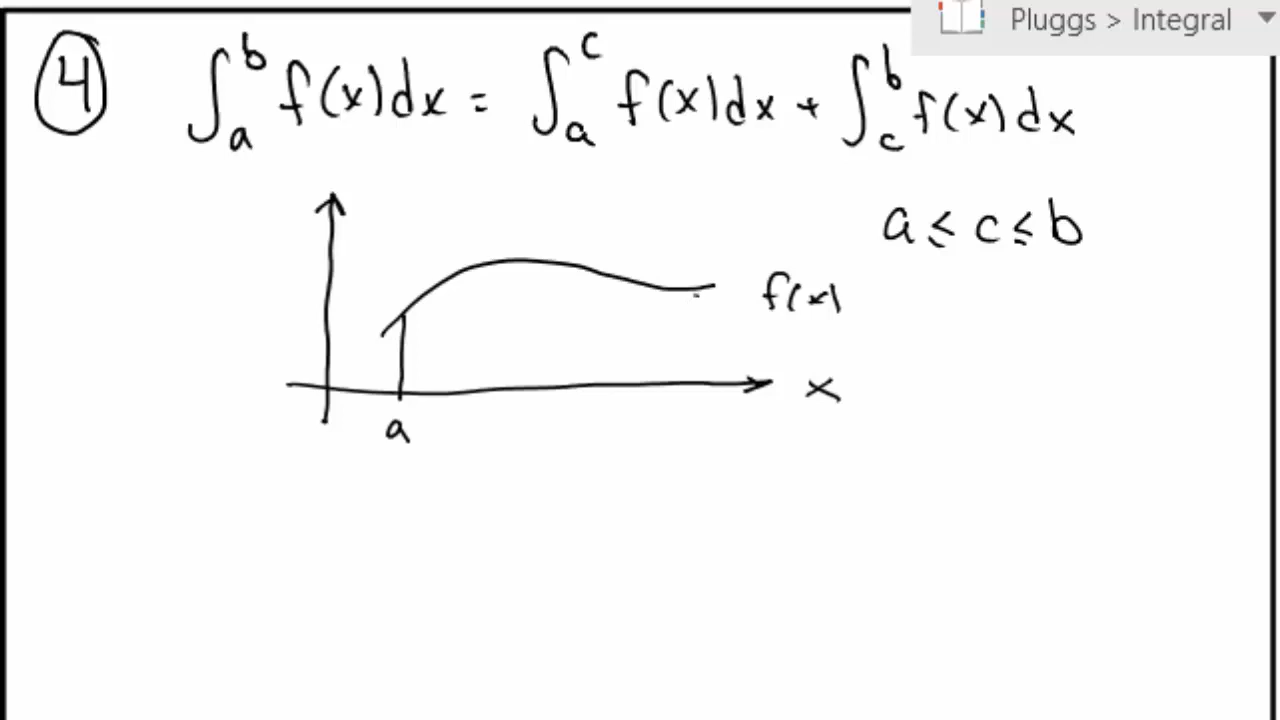 Pluggs > Integral
④ ∫_a^b f(x)dx = ∫_a^c f(x)dx + ∫_c^b f(x)dx
a ≤ c ≤ b
f(x)
x
a